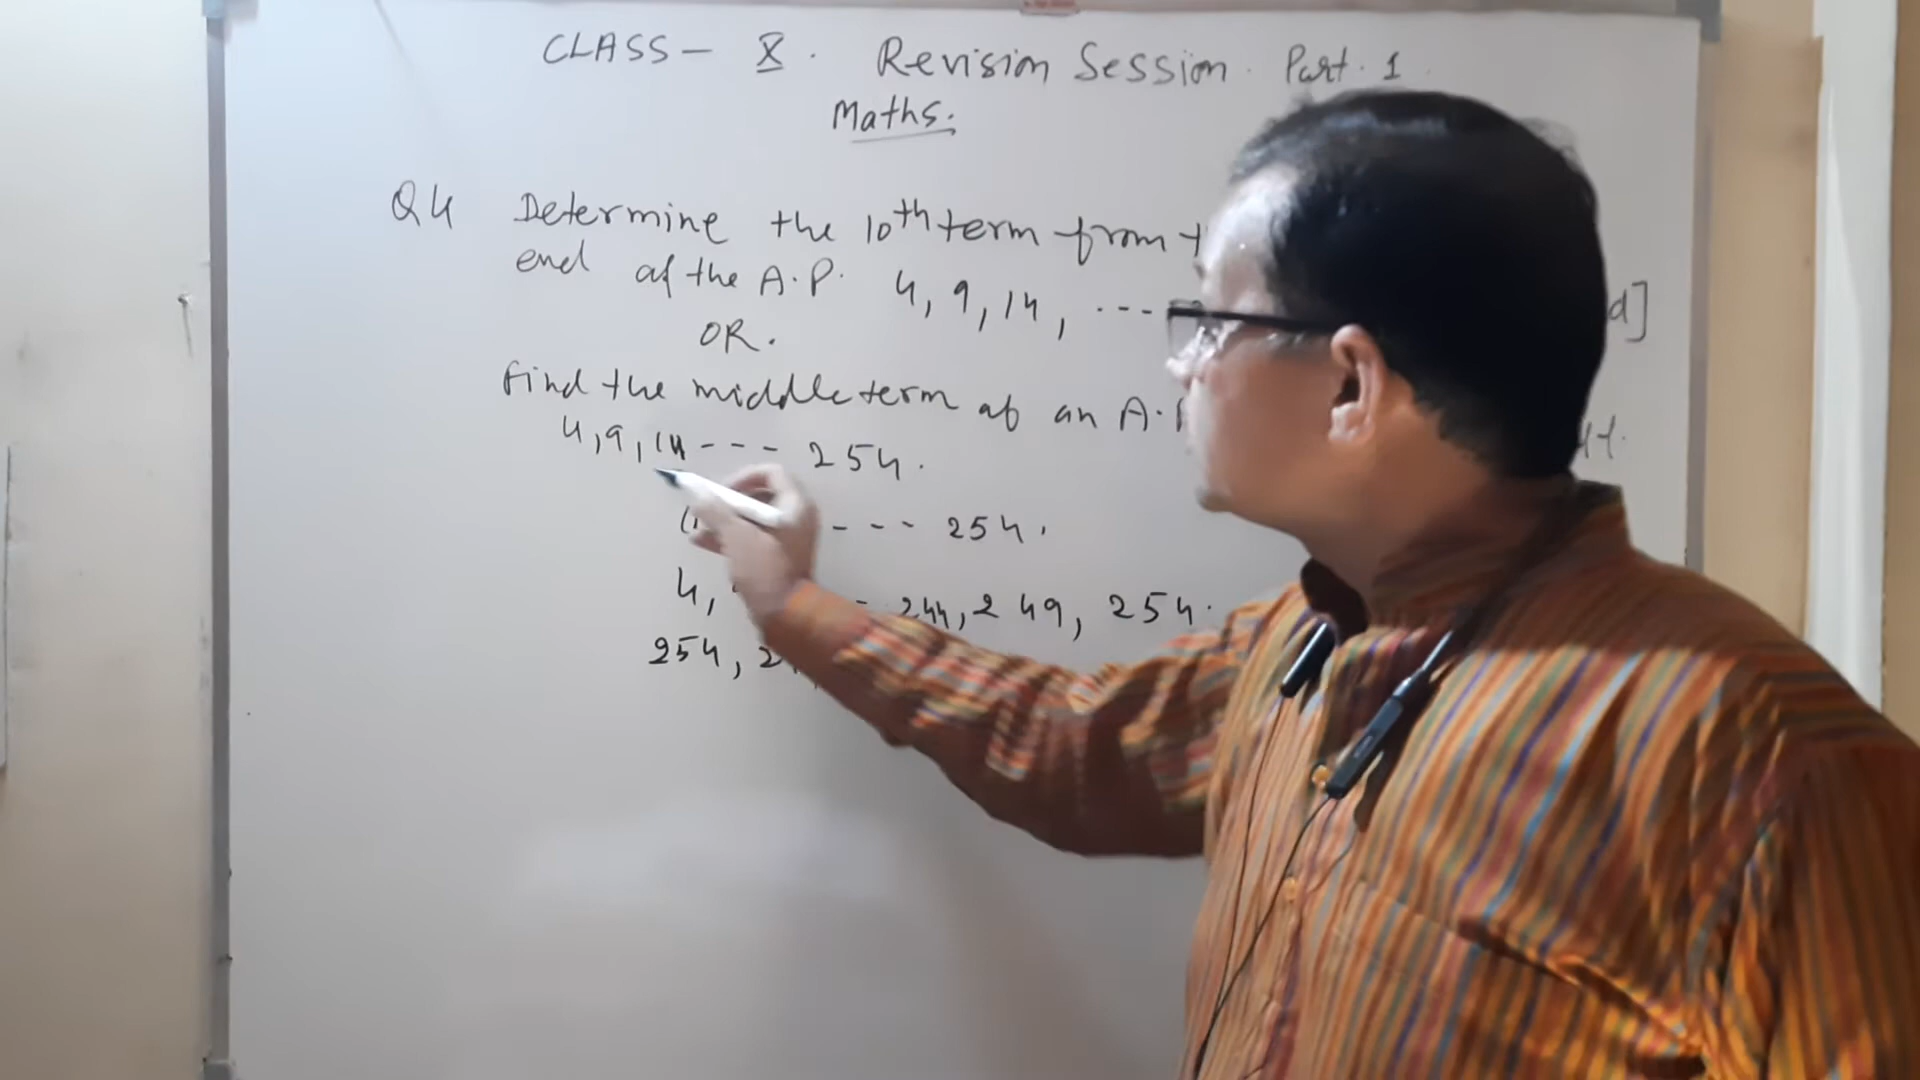 CLASS - X. Revision Session. Part. 1
Maths.
Q4 Determine the 10th term from
end of the A.P. 4, 9, 14, ---
OR.
Find the middle term of an A.P
4, 9, 14 --- 254.
--- 254.
4, - 244, 249, 254.
254,